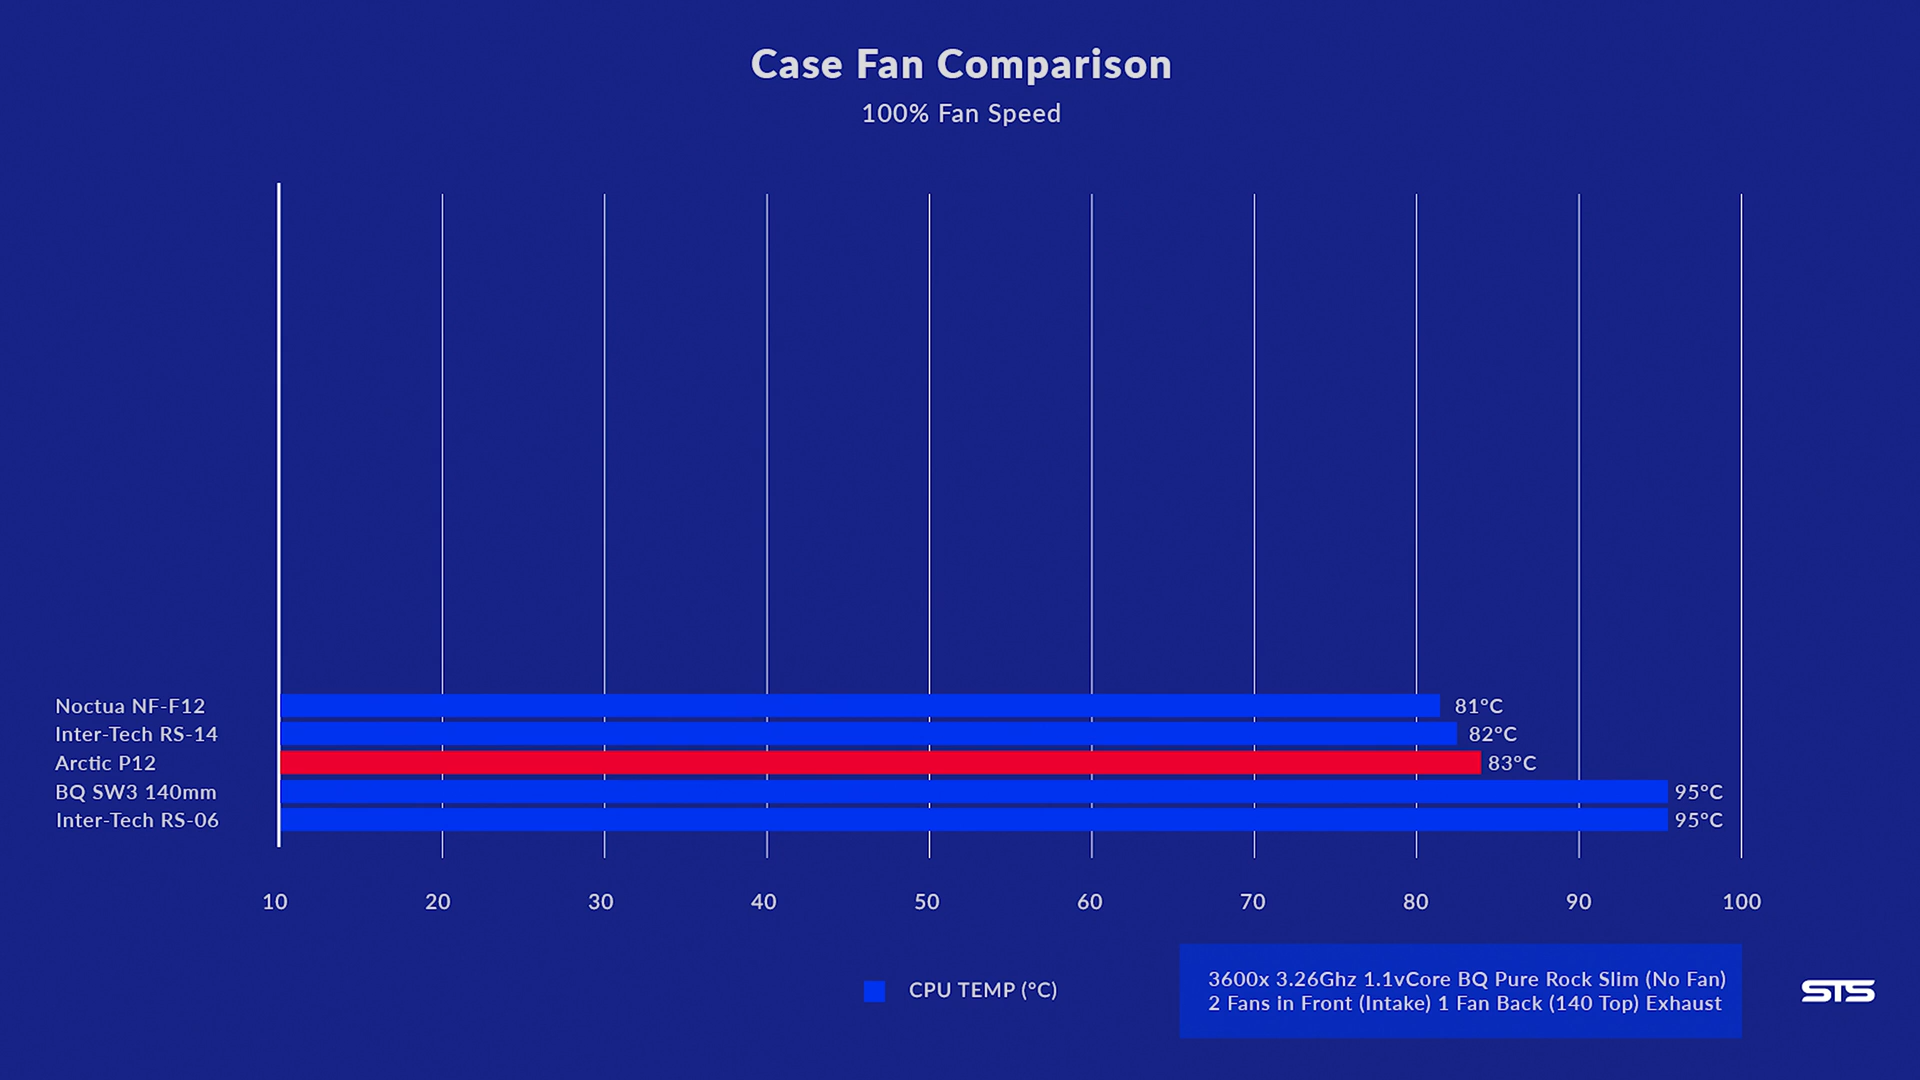 Case Fan Comparison
100% Fan Speed
Noctua NF-F12 81°C
Inter-Tech RS-14 82°C
Arctic P12 83°C
BQ SW3 140mm 95°C
Inter-Tech RS-06 95°C
10 20 30 40 50 60 70 80 90 100
CPU TEMP (°C)
3600x 3.26Ghz 1.1vCore BQ Pure Rock Slim (No Fan)
2 Fans in Front (Intake) 1 Fan Back (140 Top) Exhaust
STS